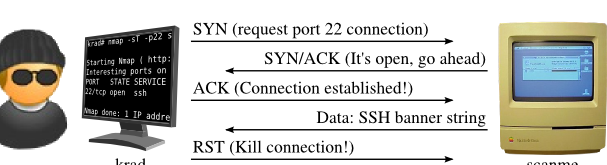 krad# nmap -sT -p22 s
Starting Nmap ( http:
Interesting ports on
PORT STATE SERVICE
22/tcp open ssh
Nmap done: 1 IP addre
SYN (request port 22 connection)
SYN/ACK (It's open, go ahead)
ACK (Connection established!)
Data: SSH banner string
RST (Kill connection!)
krad
scanme